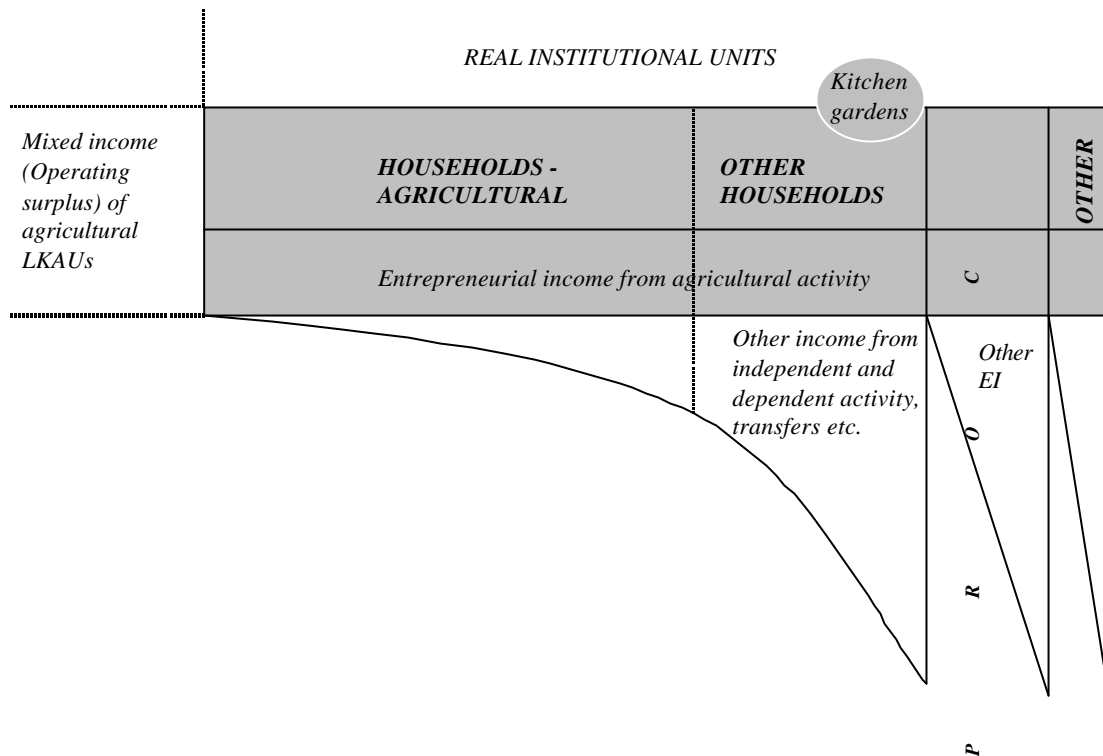 REAL INSTITUTIONAL UNITS
Kitchen
gardens
Mixed income
(Operating
surplus) of
agricultural
LKAUs
HOUSEHOLDS -
AGRICULTURAL
OTHER
HOUSEHOLDS
OTHER
Entrepreneurial income from agricultural activity
C O R P
Other income from
independent and
dependent activity,
transfers etc.
Other
EI